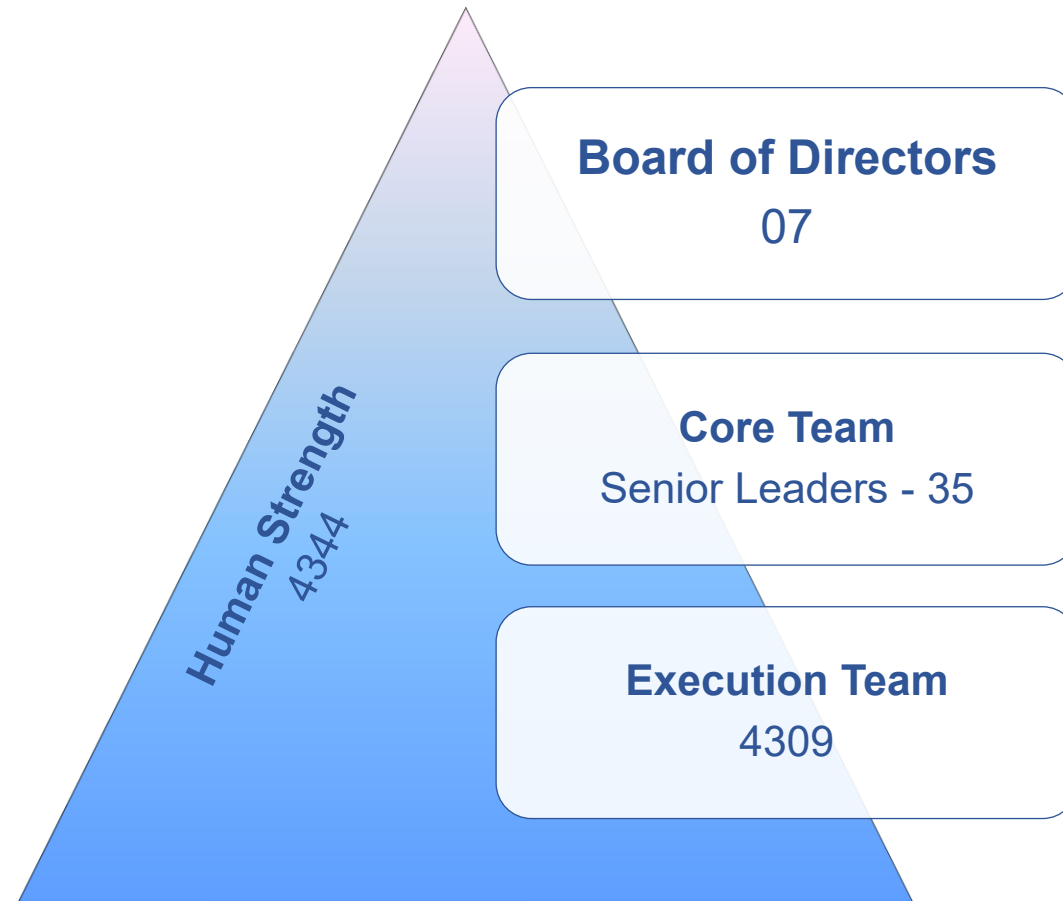 Board of Directors
07
Core Team
Senior Leaders - 35
Human Strength
4344
Execution Team
4309